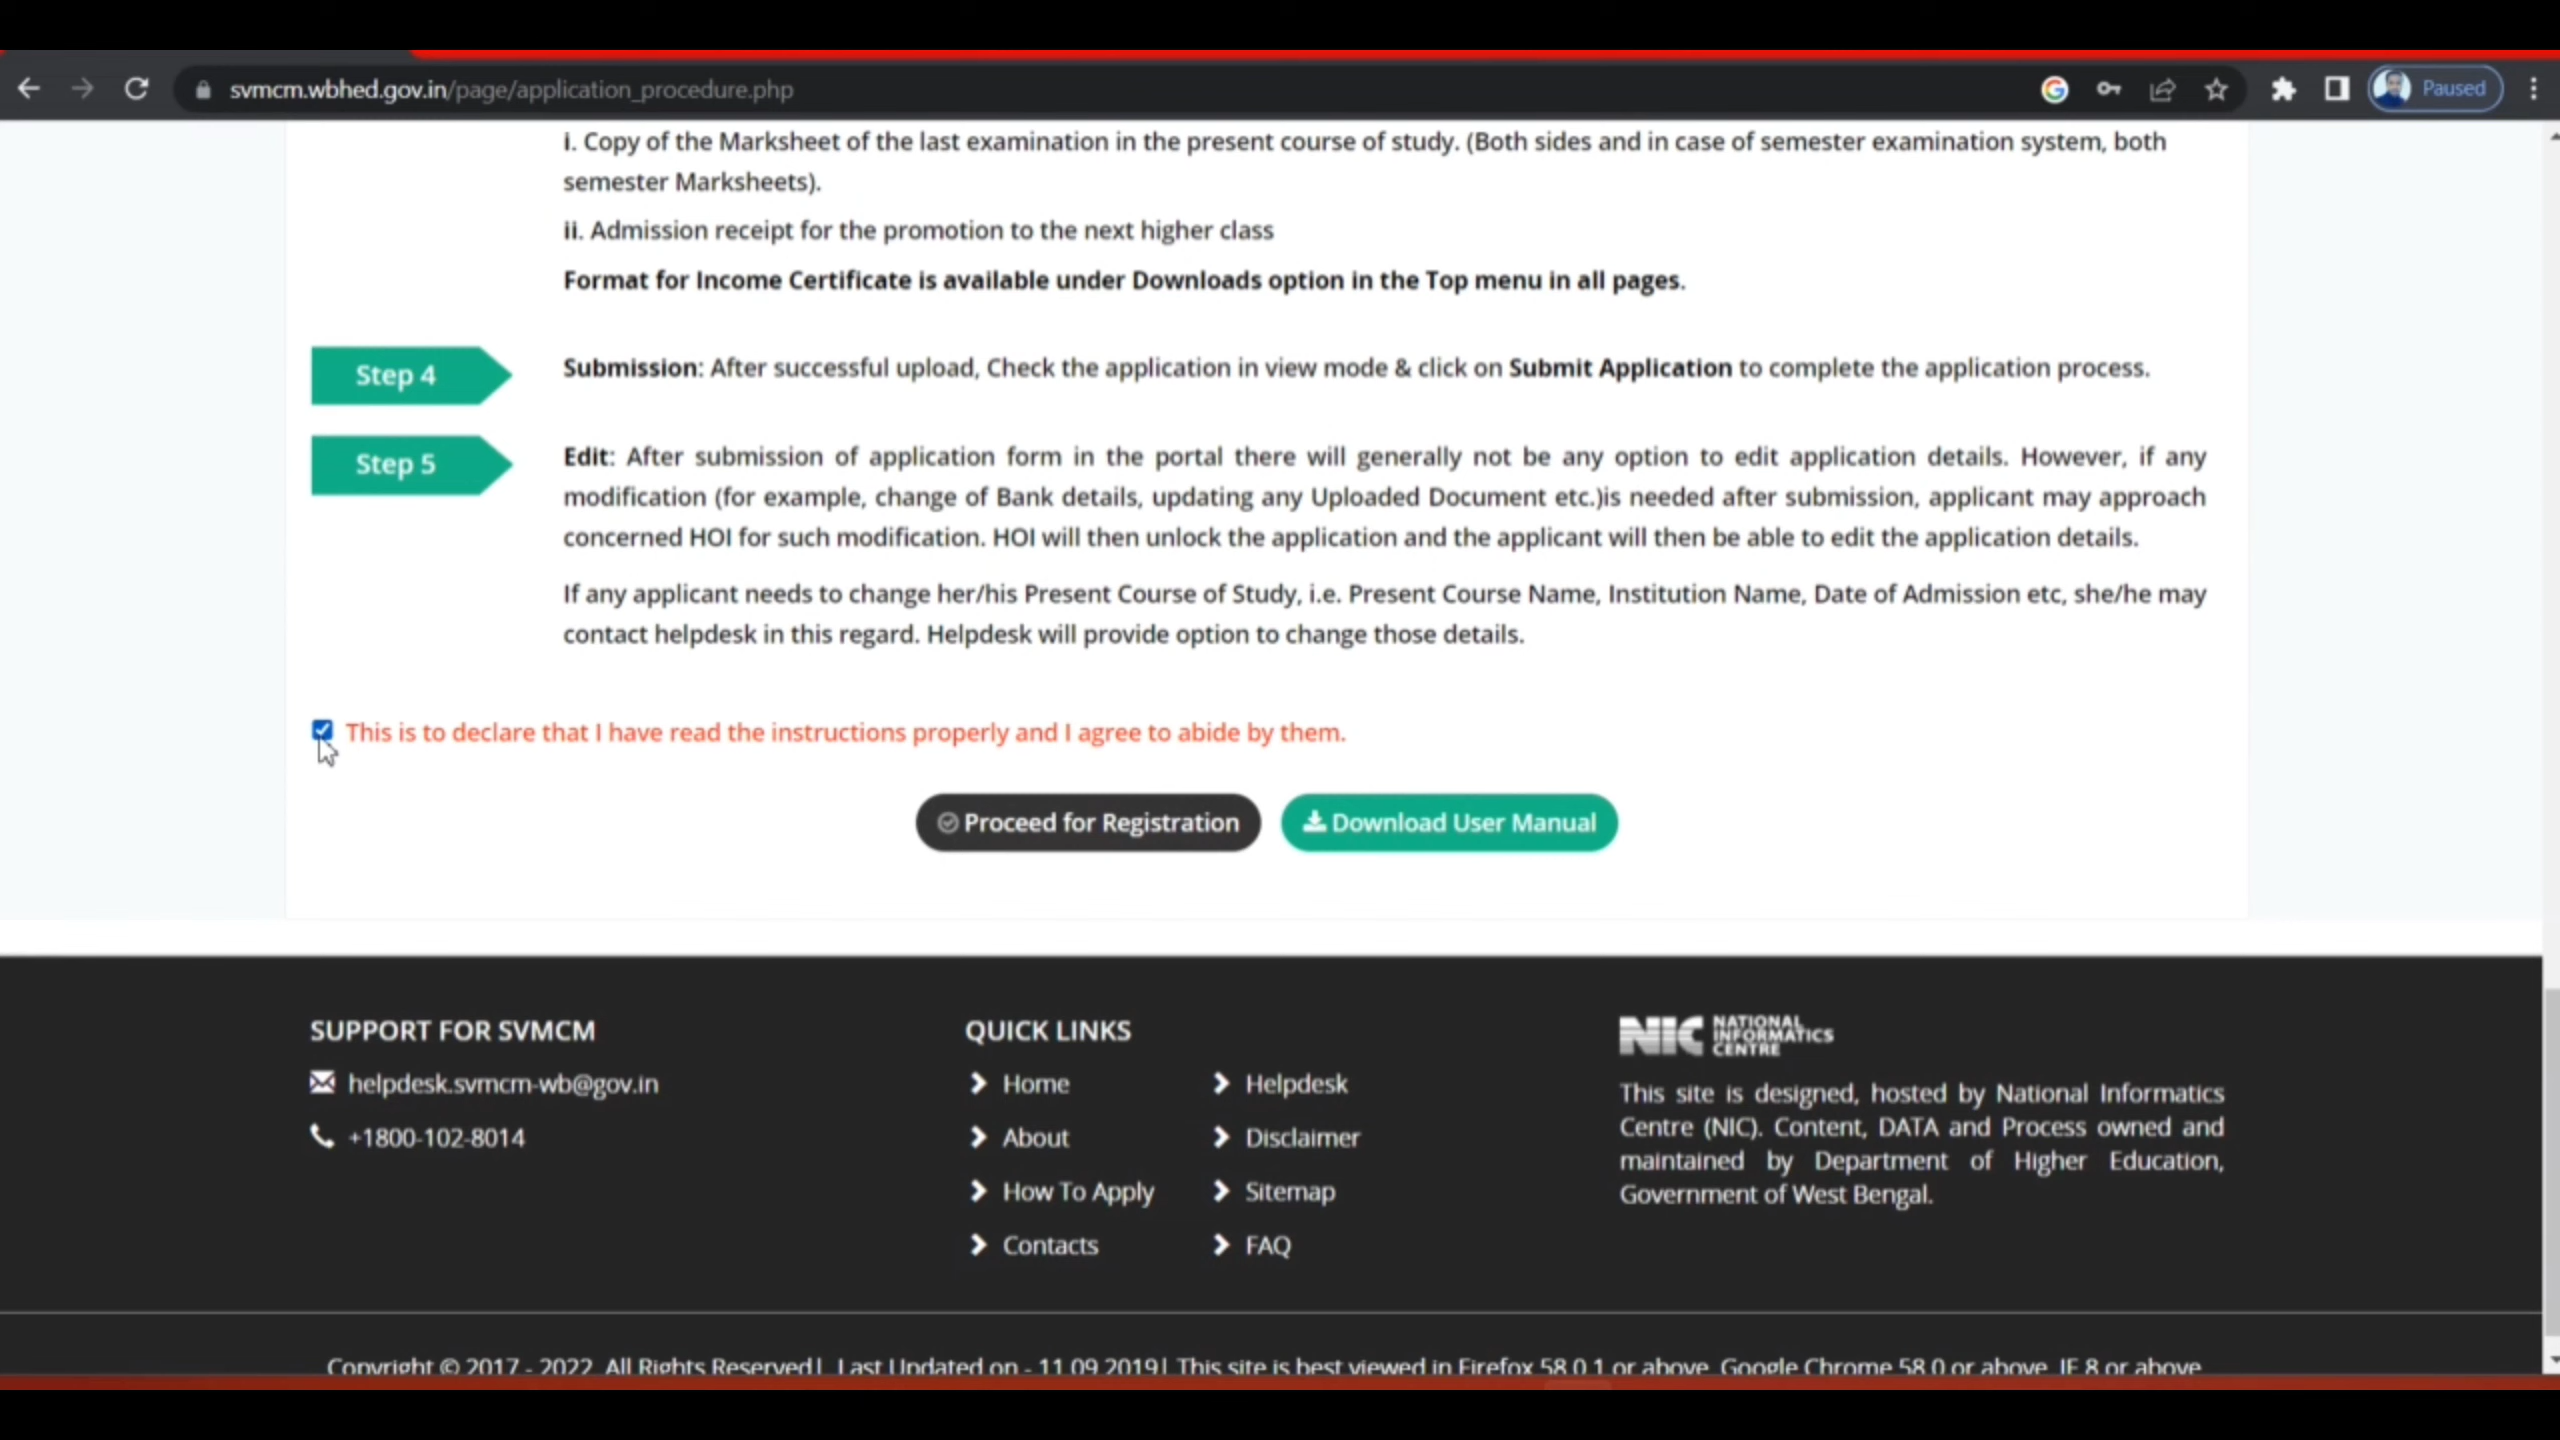 svmcm.wbhed.gov.in/page/application_procedure.php
Paused
i. Copy of the Marksheet of the last examination in the present course of study. (Both sides and in case of semester examination system, both
semester Marksheets).
ii. Admission receipt for the promotion to the next higher class
Format for Income Certificate is available under Downloads option in the Top menu in all pages.
Step 4
Submission: After successful upload, Check the application in view mode & click on Submit Application to complete the application process.
Step 5
Edit: After submission of application form in the portal there will generally not be any option to edit application details. However, if any
modification (for example, change of Bank details, updating any Uploaded Document etc.)is needed after submission, applicant may approach
concerned HOI for such modification. HOI will then unlock the application and the applicant will then be able to edit the application details.
If any applicant needs to change her/his Present Course of Study, i.e. Present Course Name, Institution Name, Date of Admission etc, she/he may
contact helpdesk in this regard. Helpdesk will provide option to change those details.
This is to declare that I have read the instructions properly and I agree to abide by them.
Proceed for Registration
Download User Manual
SUPPORT FOR SVMCM
helpdesk.svmcm-wb@gov.in
+1800-102-8014
QUICK LINKS
Home
About
How To Apply
Contacts
Helpdesk
Disclaimer
Sitemap
FAQ
NIC NATIONAL
INFORMATICS
CENTRE
This site is designed, hosted by National Informatics
Centre (NIC). Content, DATA and Process owned and
maintained by Department of Higher Education,
Government of West Bengal.
Copyright © 2017 - 2022. All Rights Reserved| Last Updated on - 11.09.2019| This site is best viewed in Firefox 58.0.1 or above, Google Chrome 58.0 or above, IE 8 or above